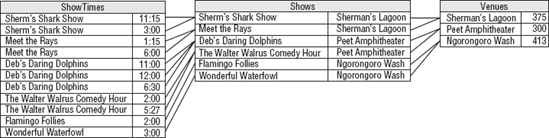 ShowTimes
Sherm's Shark Show 11:15
Sherm's Shark Show 3:00
Meet the Rays 1:15
Meet the Rays 6:00
Deb's Daring Dolphins 11:00
Deb's Daring Dolphins 12:00
Deb's Daring Dolphins 6:30
The Walter Walrus Comedy Hour 2:00
The Walter Walrus Comedy Hour 5:27
Flamingo Follies 2:00
Wonderful Waterfowl 3:00
Shows
Sherm's Shark Show Sherman's Lagoon
Meet the Rays Sherman's Lagoon
Deb's Daring Dolphins Peet Amphitheater
The Walter Walrus Comedy Hour Peet Amphitheater
Flamingo Follies Ngorongoro Wash
Wonderful Waterfowl Ngorongoro Wash
Venues
Sherman's Lagoon 375
Peet Amphitheater 300
Ngorongoro Wash 413